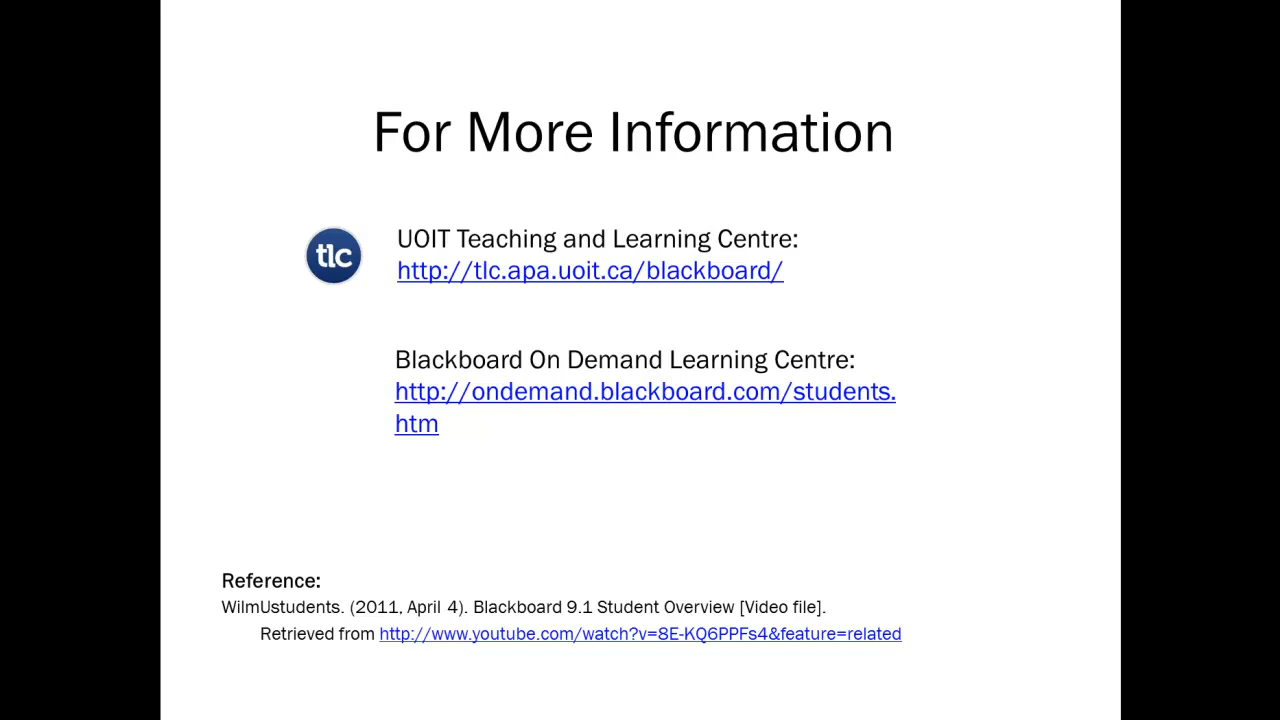 For More Information
tlc
UOIT Teaching and Learning Centre:
http://tlc.apa.uoit.ca/blackboard/
Blackboard On Demand Learning Centre:
http://ondemand.blackboard.com/students.
htm
Reference:
WilmUstudents. (2011, April 4). Blackboard 9.1 Student Overview [Video file].
Retrieved from http://www.youtube.com/watch?v=8E-KQ6PPFs4&feature=related